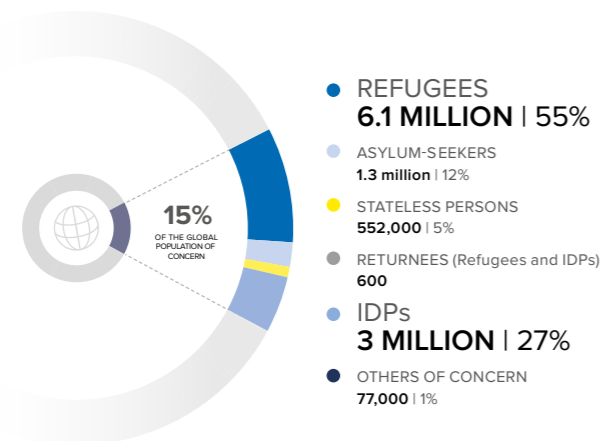 15%
OF THE GLOBAL
POPULATION OF
CONCERN
REFUGEES
6.1 MILLION | 55%
ASYLUM-SEEKERS
1.3 million | 12%
STATELESS PERSONS
552,000 | 5%
RETURNEES (Refugees and IDPs)
600
IDPs
3 MILLION | 27%
OTHERS OF CONCERN
77,000 | 1%